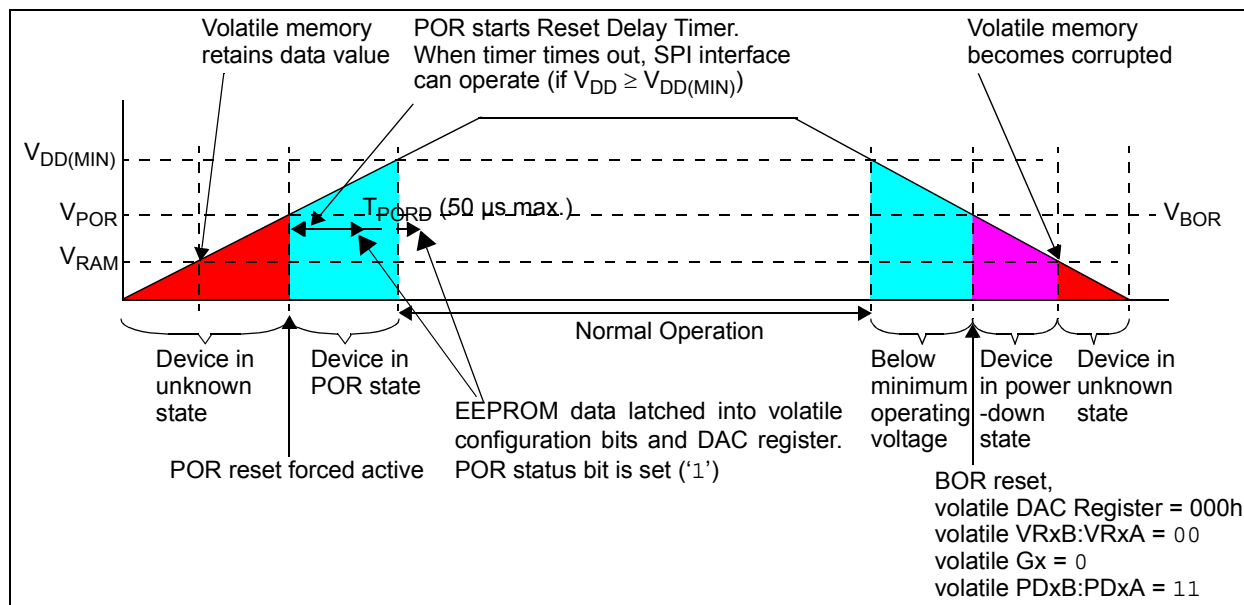 Volatile memory
retains data value
POR starts Reset Delay Timer.
When timer times out, SPI interface
can operate (if VDD ≥ VDD(MIN))
Volatile memory
becomes corrupted
VDD(MIN)
VPOR
TPORD (50 µs max.)
VBOR
VRAM
Normal Operation
Device in
unknown
state
Device in
POR state
Below
minimum
operating
voltage
Device
in power
-down
state
Device in
unknown
state
EEPROM data latched into volatile
configuration bits and DAC register.
POR status bit is set (‘1’)
POR reset forced active
BOR reset,
volatile DAC Register = 000h
volatile VRxB:VRxA = 00
volatile Gx = 0
volatile PDxB:PDxA = 11